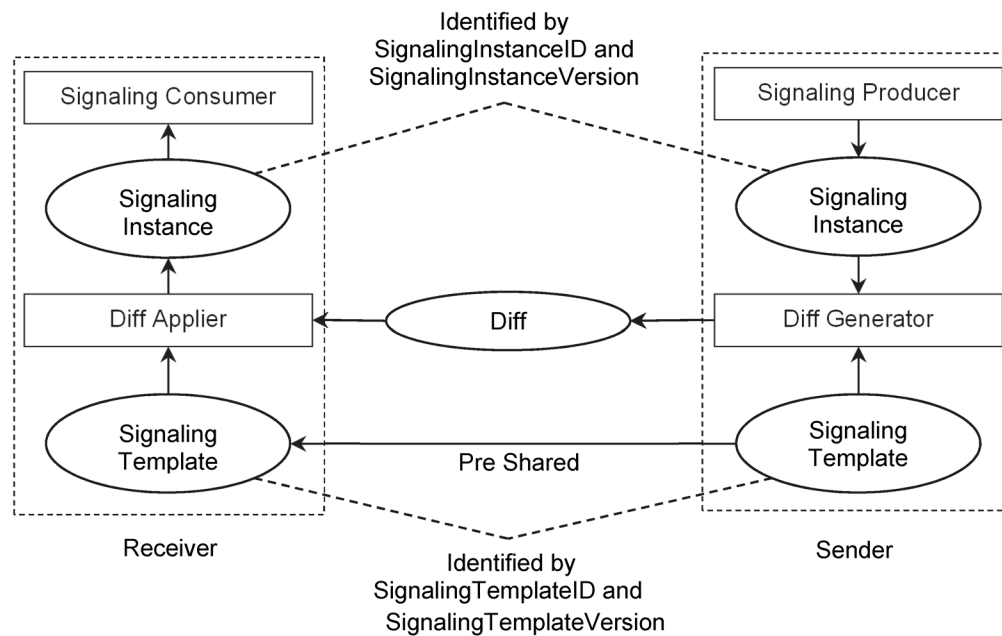 Identified by
SignalingInstanceID and
SignalingInstanceVersion
Signaling Consumer
Signaling Producer
Signaling
Instance
Signaling
Instance
Diff Applier
Diff
Diff Generator
Signaling
Template
Pre Shared
Signaling
Template
Receiver
Sender
Identified by
SignalingTemplateID and
SignalingTemplateVersion